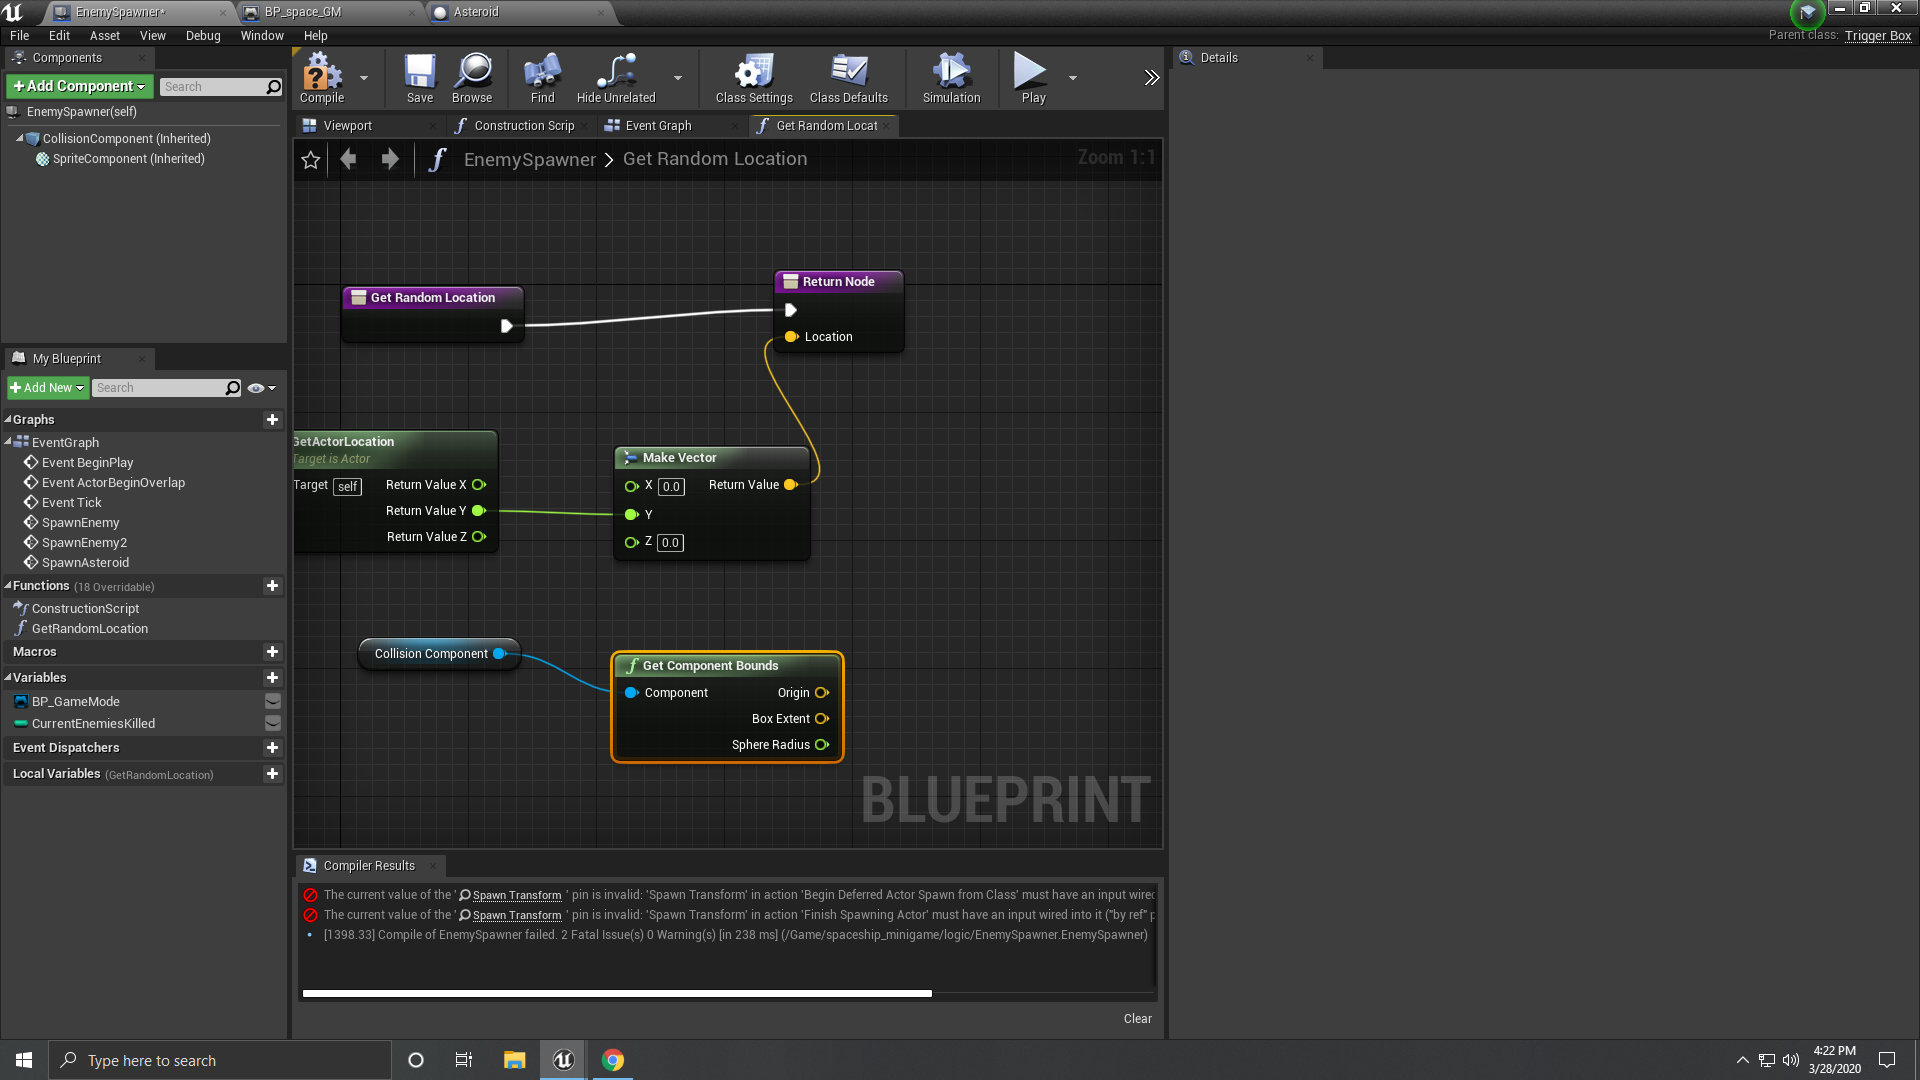 EnemySpawner•
BP_space_GM
Asteroid
File
Edit
Asset
View
Debug
Window
Help
Parent class: Trigger Box
Components
+Add Component
Search
EnemySpawner(self)
CollisionComponent (Inherited)
SpriteComponent (Inherited)
Compile
Save
Browse
Find
Hide Unrelated
Class Settings
Class Defaults
Simulation
Play
Details
Viewport
Construction Scrip
Event Graph
Get Random Locat
EnemySpawner > Get Random Location
Zoom 1:1
Get Random Location
Return Node
Location
GetActorLocation
Target is Actor
Target self
Return Value X
Return Value Y
Return Value Z
Make Vector
X 0.0
Return Value
Y
Z 0.0
Collision Component
f Get Component Bounds
Component
Origin
Box Extent
Sphere Radius
BLUEPRINT
My Blueprint
+Add New
Search
Graphs
EventGraph
Event BeginPlay
Event ActorBeginOverlap
Event Tick
SpawnEnemy
SpawnEnemy2
SpawnAsteroid
Functions (18 Overridable)
ConstructionScript
GetRandomLocation
Macros
Variables
BP_GameMode
CurrentEnemiesKilled
Event Dispatchers
Local Variables (GetRandomLocation)
Compiler Results
The current value of the ' Spawn Transform ' pin is invalid: 'Spawn Transform' in action 'Begin Deferred Actor Spawn from Class' must have an input wired
The current value of the ' Spawn Transform ' pin is invalid: 'Spawn Transform' in action 'Finish Spawning Actor' must have an input wired into it ("by ref" p
[1398.33] Compile of EnemySpawner failed. 2 Fatal Issue(s) 0 Warning(s) [in 238 ms] (/Game/spaceship_minigame/logic/EnemySpawner.EnemySpawner)
Clear
Type here to search
4:22 PM
3/28/2020